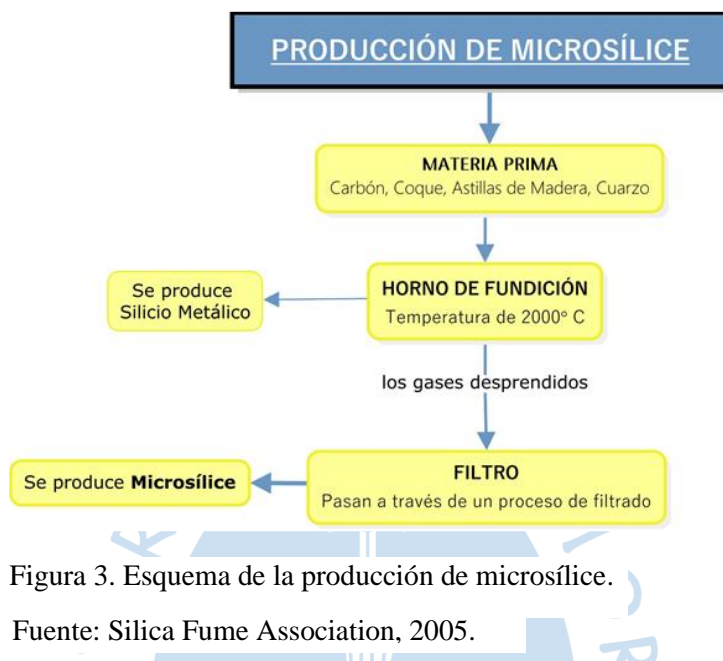 PRODUCCIÓN DE MICROSÍLICE
MATERIA PRIMA
Carbón, Coque, Astillas de Madera, Cuarzo
HORNO DE FUNDICIÓN
Temperatura de 2000° C
Se produce
Silicio Metálico
los gases desprendidos
FILTRO
Pasan a través de un proceso de filtrado
Se produce Microsílice
Figura 3. Esquema de la producción de microsílice.
Fuente: Silica Fume Association, 2005.